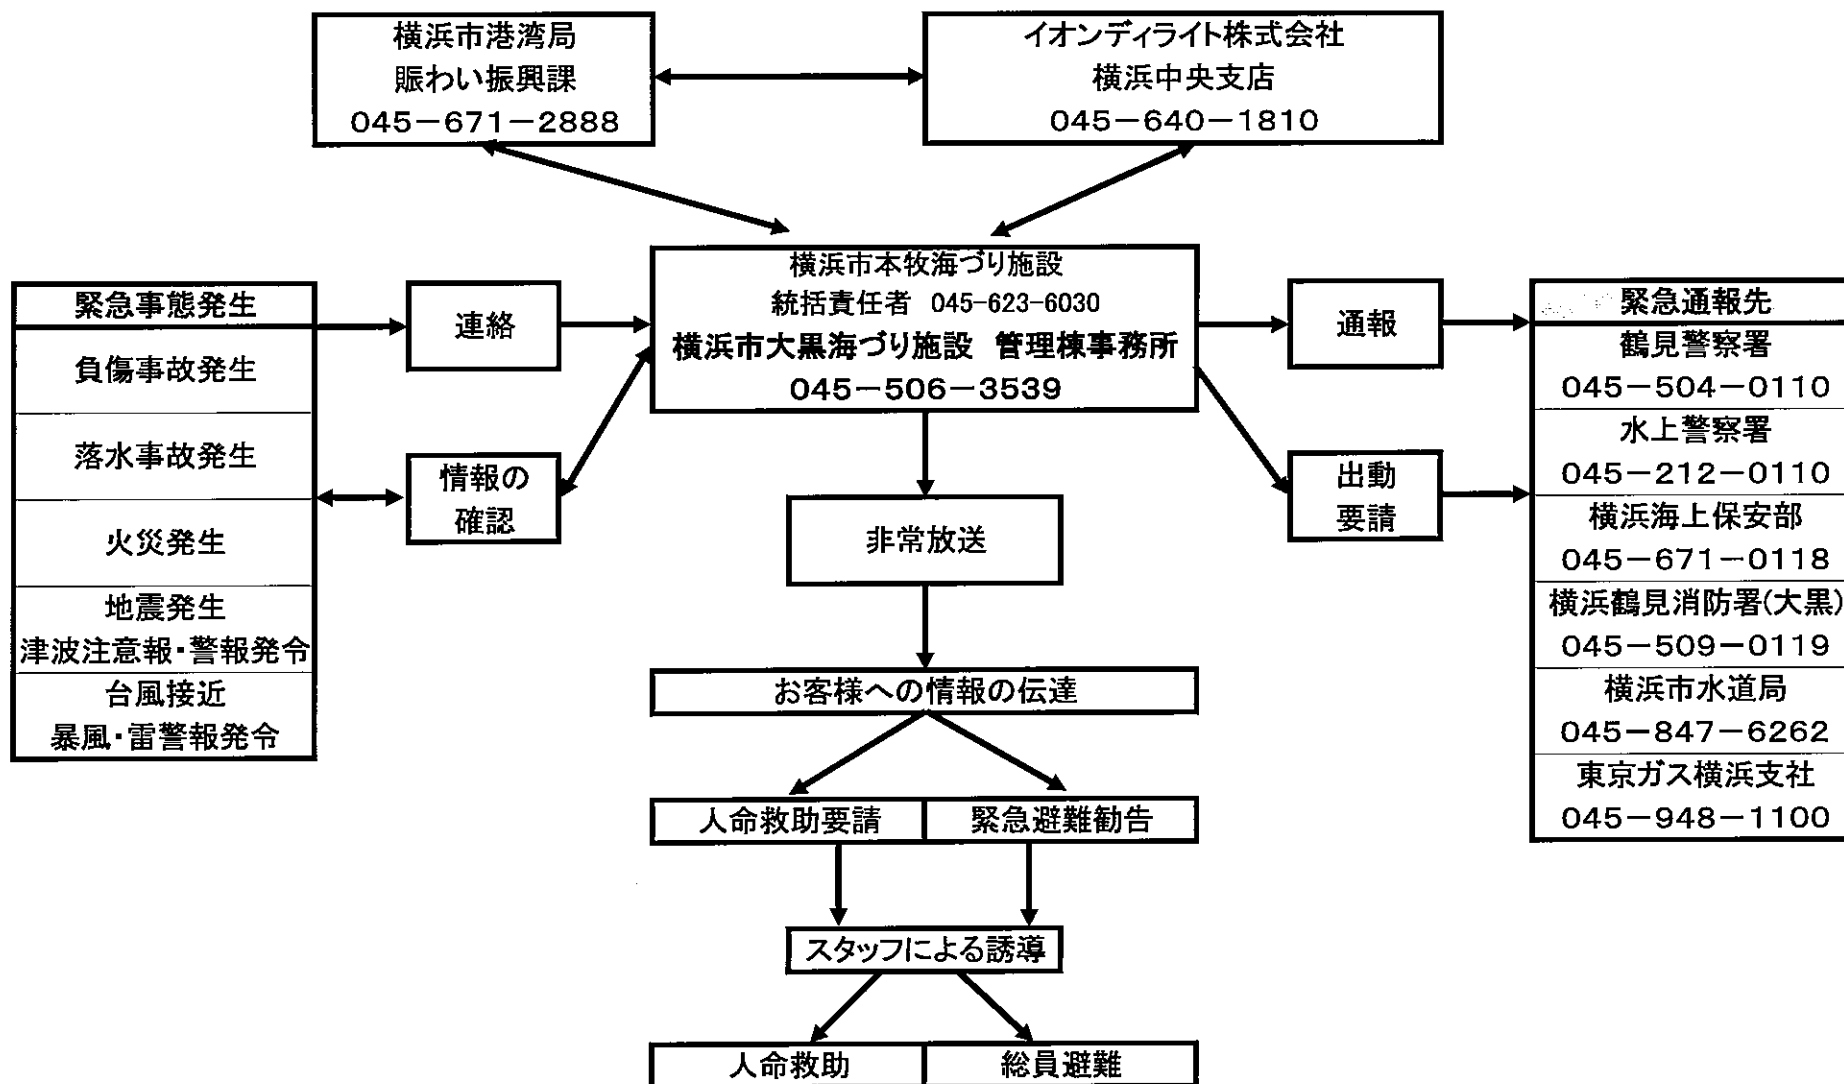 横浜市港湾局
賑わい振興課
045-671-2888
イオンディライト株式会社
横浜中央支店
045-640-1810
緊急事態発生
負傷事故発生
落水事故発生
火災発生
地震発生
津波注意報・警報発令
台風接近
暴風・雷警報発令
連絡
情報の
確認
横浜市本牧海づり施設
統括責任者 045-623-6030
横浜市大黒海づり施設 管理棟事務所
045-506-3539
通報
出動
要請
緊急通報先
鶴見警察署
045-504-0110
水上警察署
045-212-0110
横浜海上保安部
045-671-0118
横浜鶴見消防署(大黒)
045-509-0119
横浜市水道局
045-847-6262
東京ガス横浜支社
045-948-1100
非常放送
お客様への情報の伝達
人命救助要請
緊急避難勧告
スタッフによる誘導
人命救助
総員避難